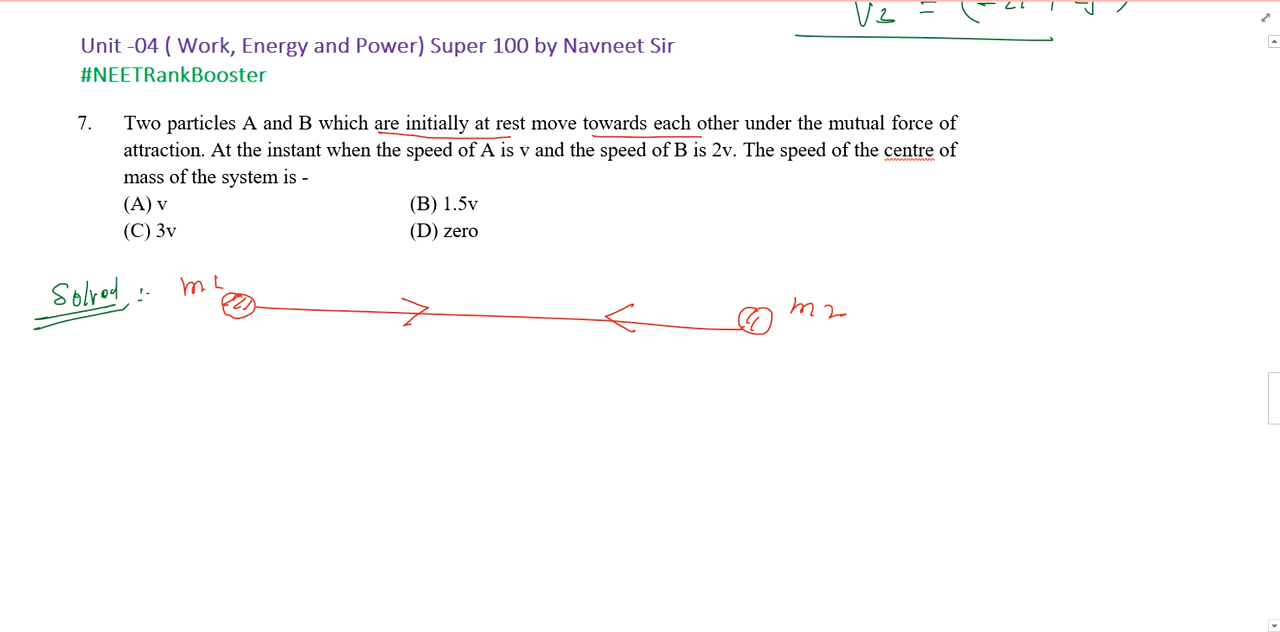 V2 = (-2i
Unit -04 ( Work, Energy and Power) Super 100 by Navneet Sir
#NEETRankBooster
7. Two particles A and B which are initially at rest move towards each other under the mutual force of
attraction. At the instant when the speed of A is v and the speed of B is 2v. The speed of the centre of
mass of the system is -
(A) v (B) 1.5v
(C) 3v (D) zero
Solved :- m1 m2